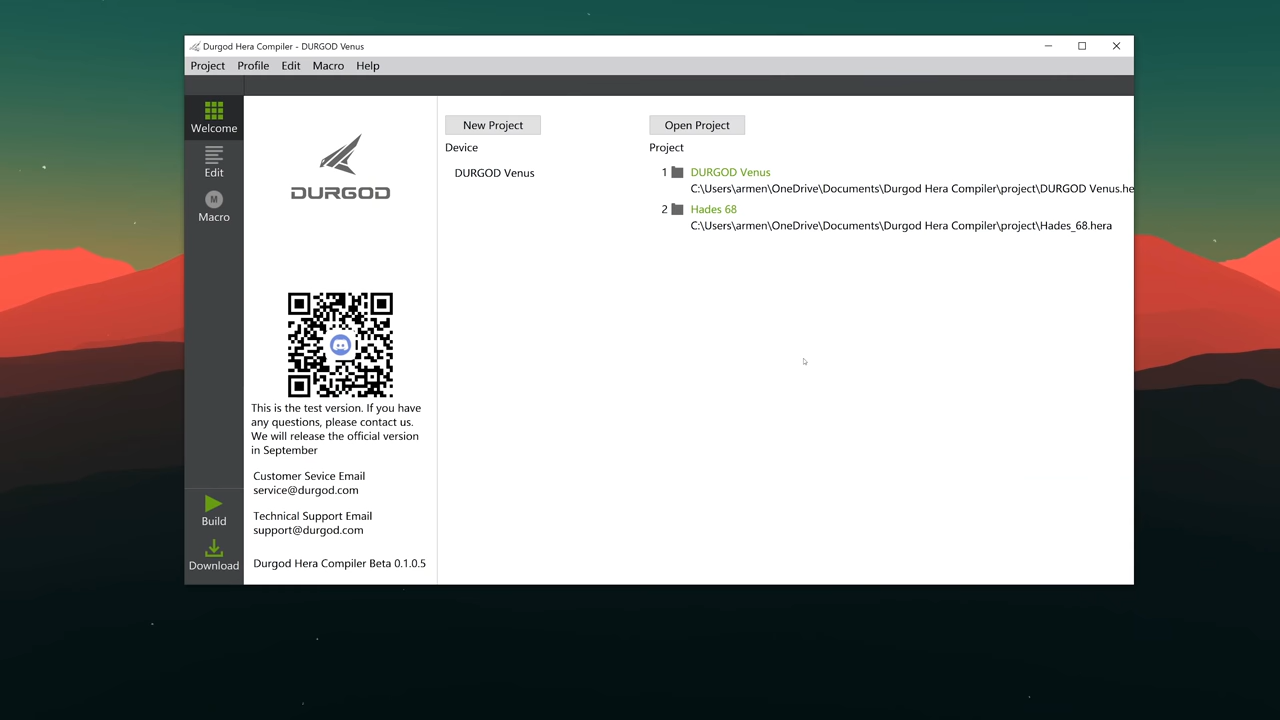 Durgod Hera Compiler - DURGOD Venus
Project Profile Edit Macro Help
Welcome
Edit
M
Macro
Build
Download
DURGOD
This is the test version. If you have
any questions, please contact us.
We will release the official version
in September
Customer Sevice Email
service@durgod.com
Technical Support Email
support@durgod.com
Durgod Hera Compiler Beta 0.1.0.5
New Project
Device
DURGOD Venus
Open Project
Project
1 DURGOD Venus
C:\Users\armen\OneDrive\Documents\Durgod Hera Compiler\project\DURGOD Venus.he
2 Hades 68
C:\Users\armen\OneDrive\Documents\Durgod Hera Compiler\project\Hades_68.hera